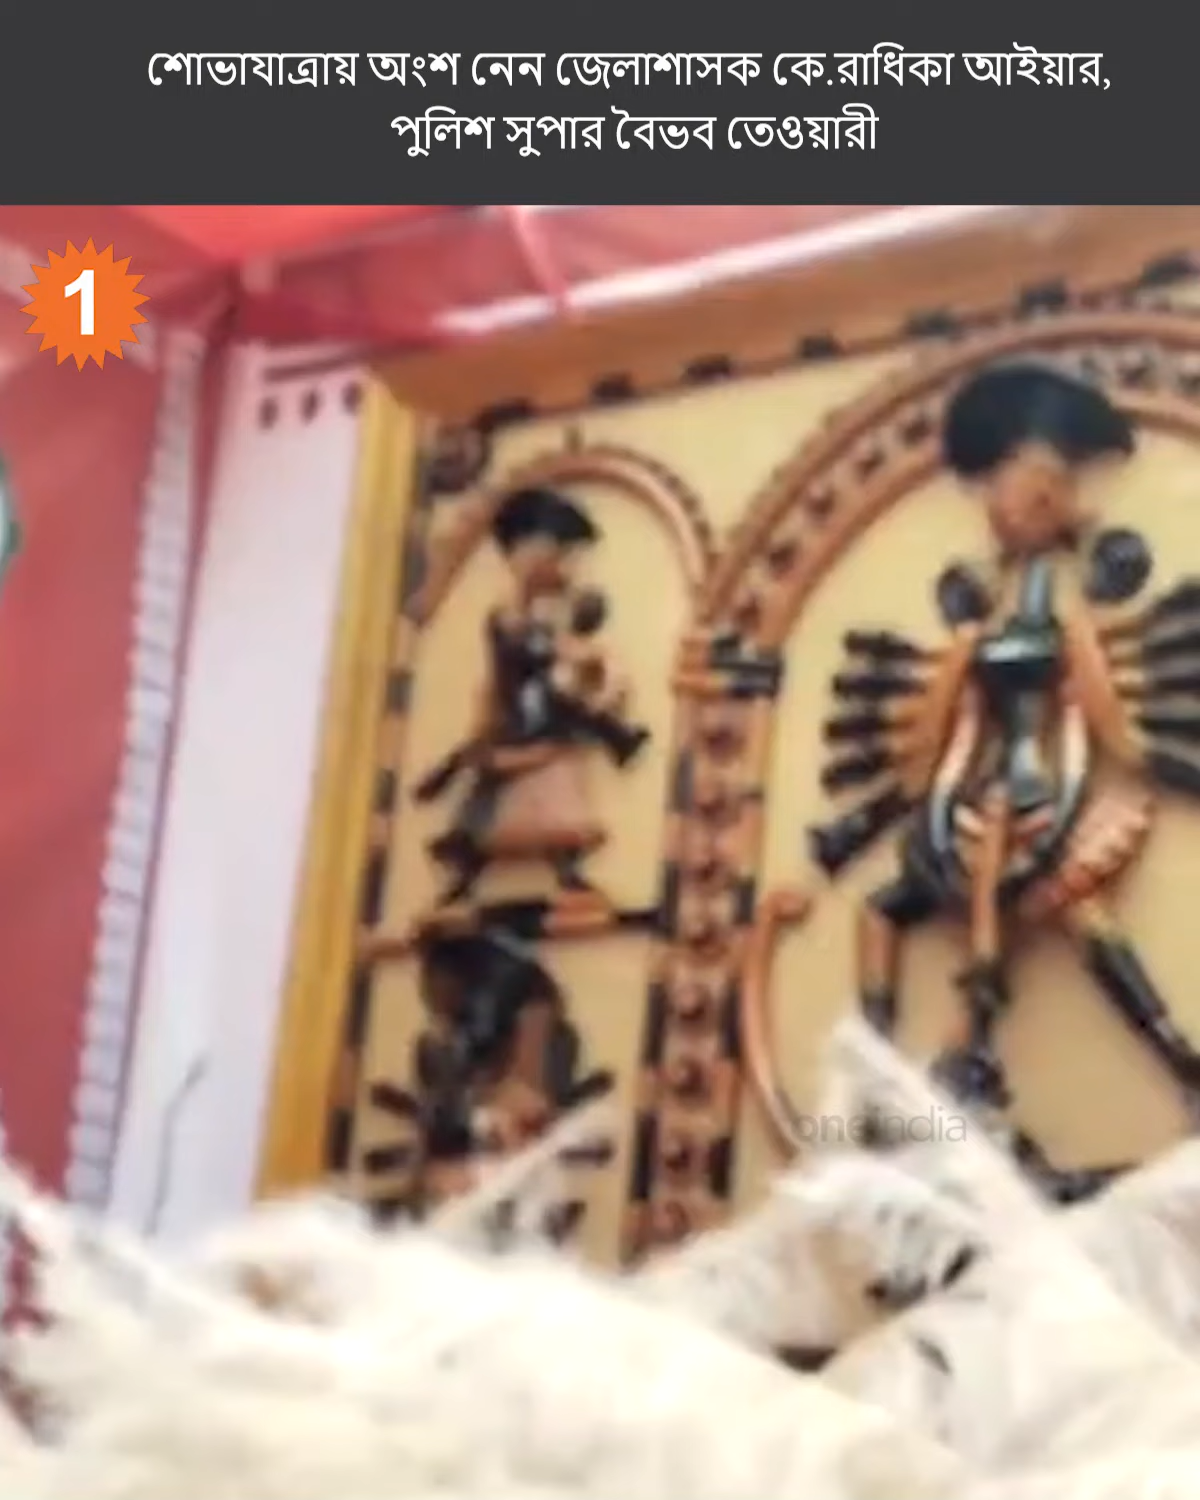 শোভাযাত্রায় অংশ নেন জেলাশাসক কে.রাধিকা আইয়ার,
পুলিশ সুপার বৈভব তেওয়ারী
1
oneindia